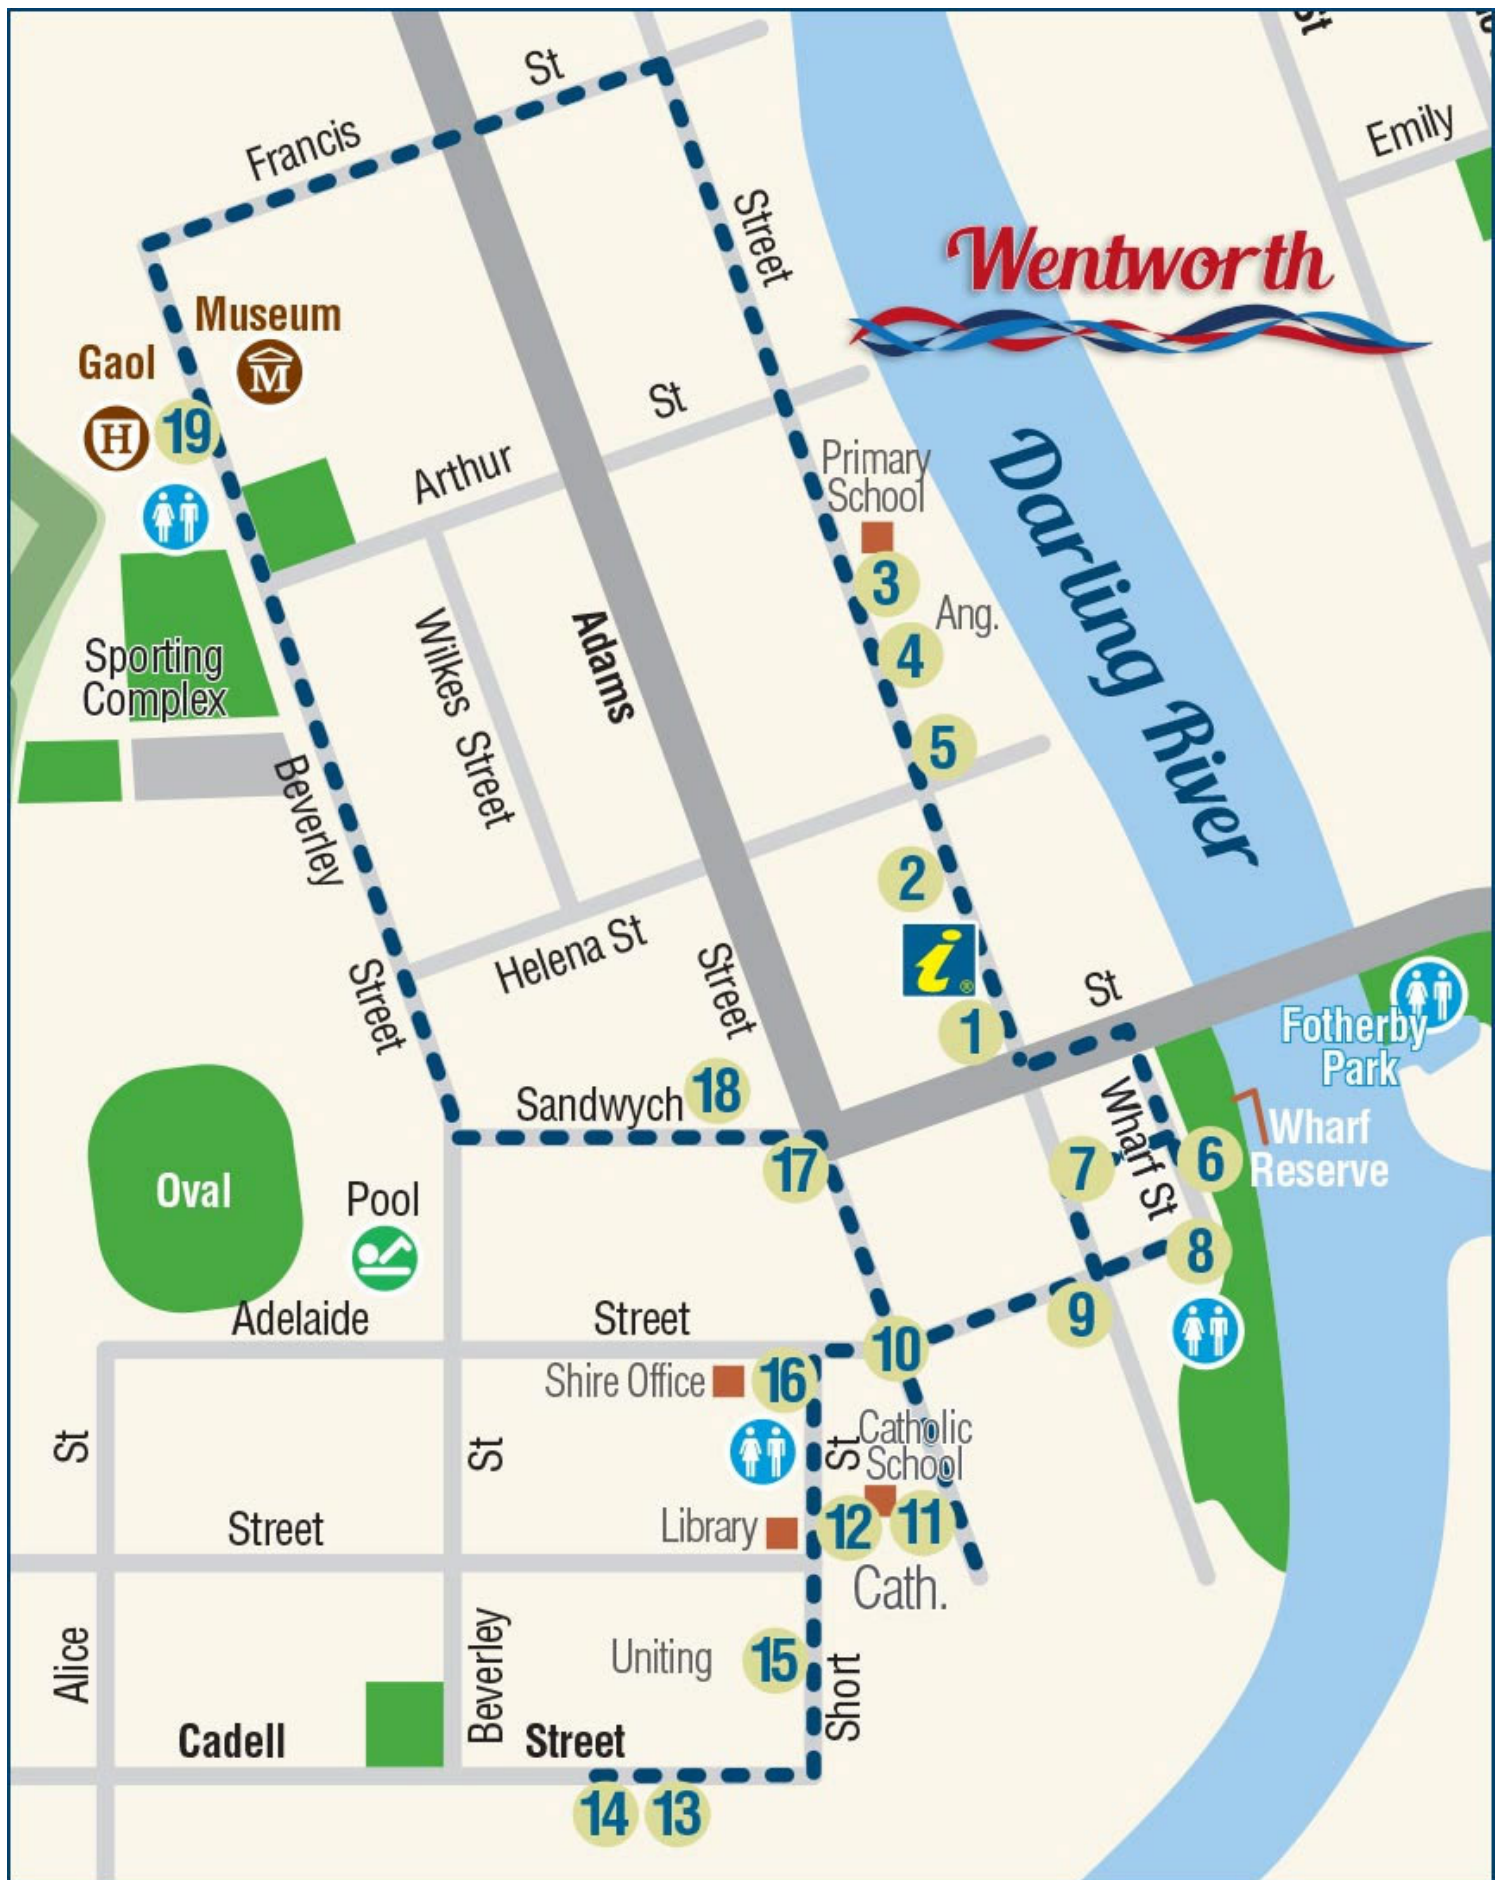 St
St
Emily
Francis
Street
Wentworth
Museum
M
Gaol
H
19
St
Arthur
Primary
School
3
Ang.
4
5
Darling River
Sporting
Complex
Wilkes Street
Adams
Beverley
2
i
®
Helena St
Street
Street
St
1
Fotherby
Park
Sandwych
18
17
Wharf St
7
6
Wharf
Reserve
Oval
Pool
8
9
Adelaide
Street
10
Shire Office
16
St
St
St
Catholic
School
Street
Library
12
11
Cath.
Alice
Beverley
Uniting
15
Short
Cadell
Street
14
13